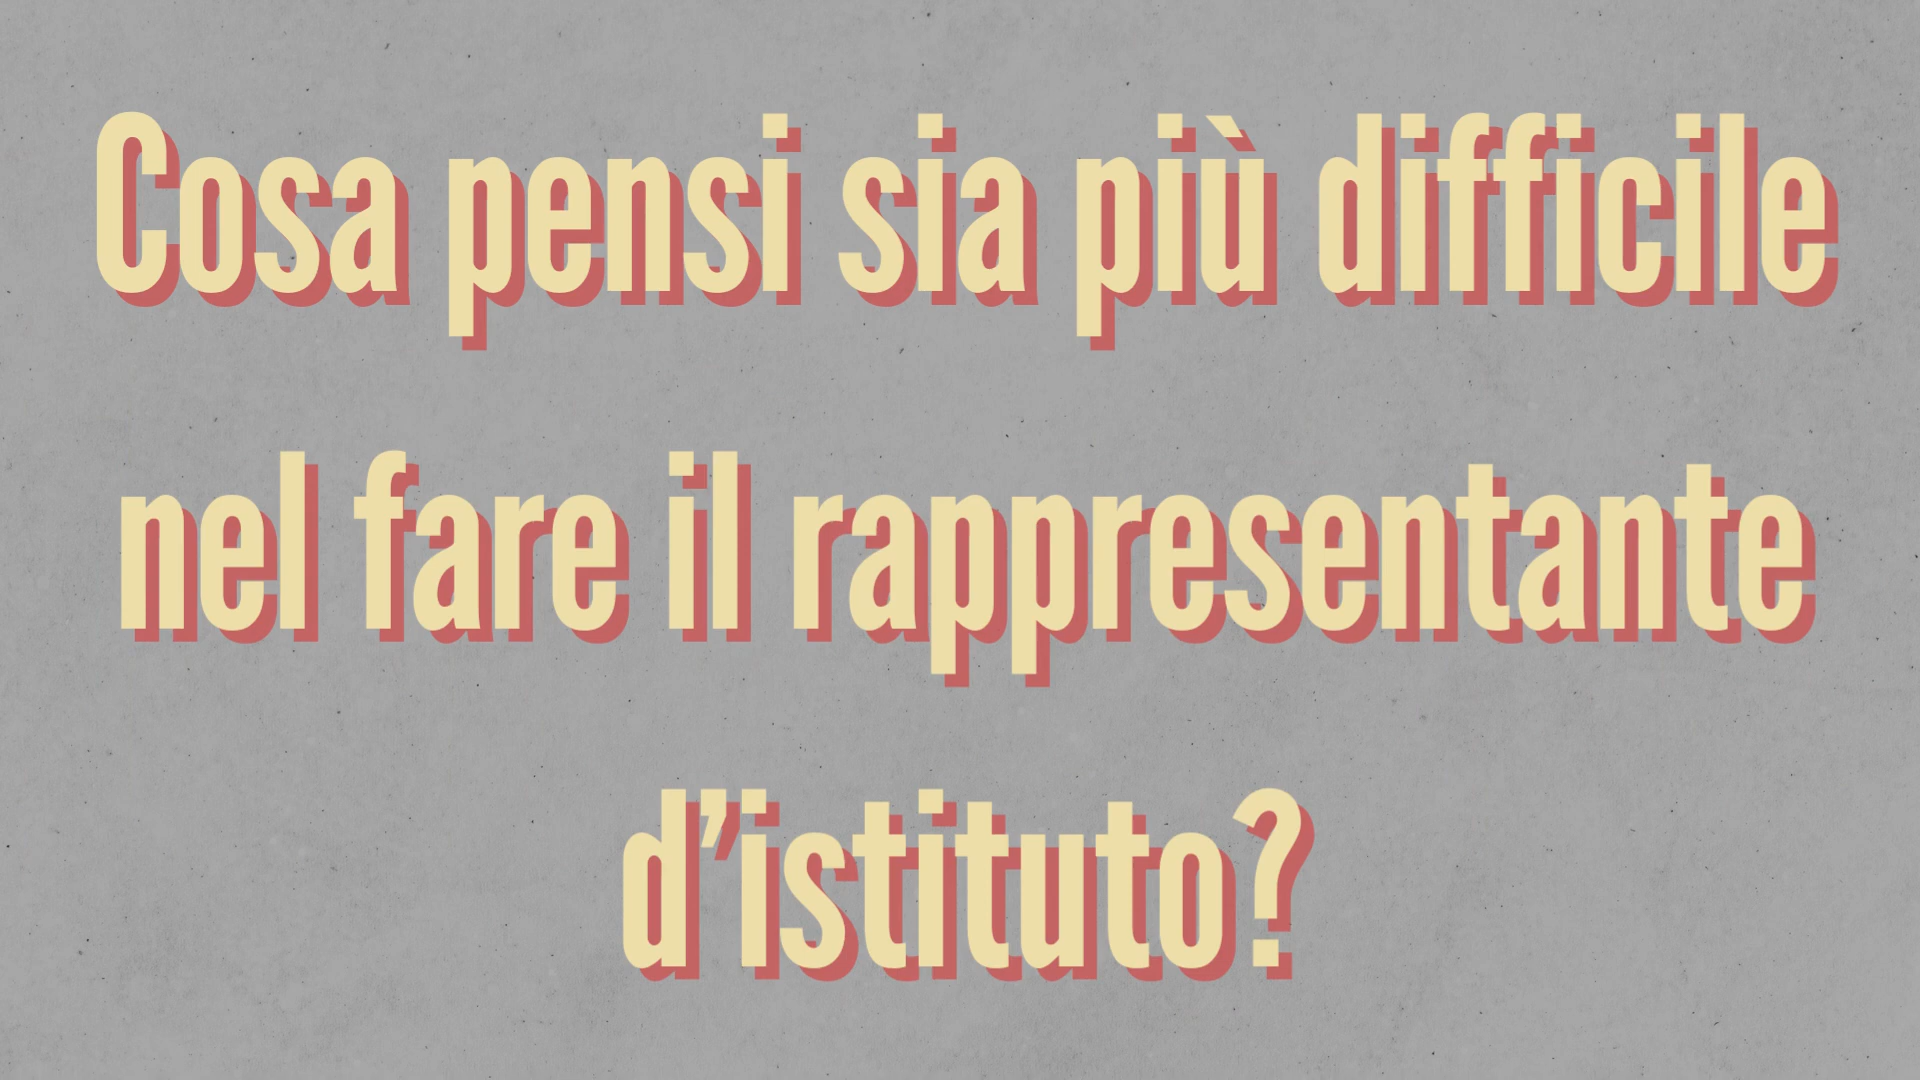 Cosa pensi sia più difficile
nel fare il rappresentante
d’istituto?